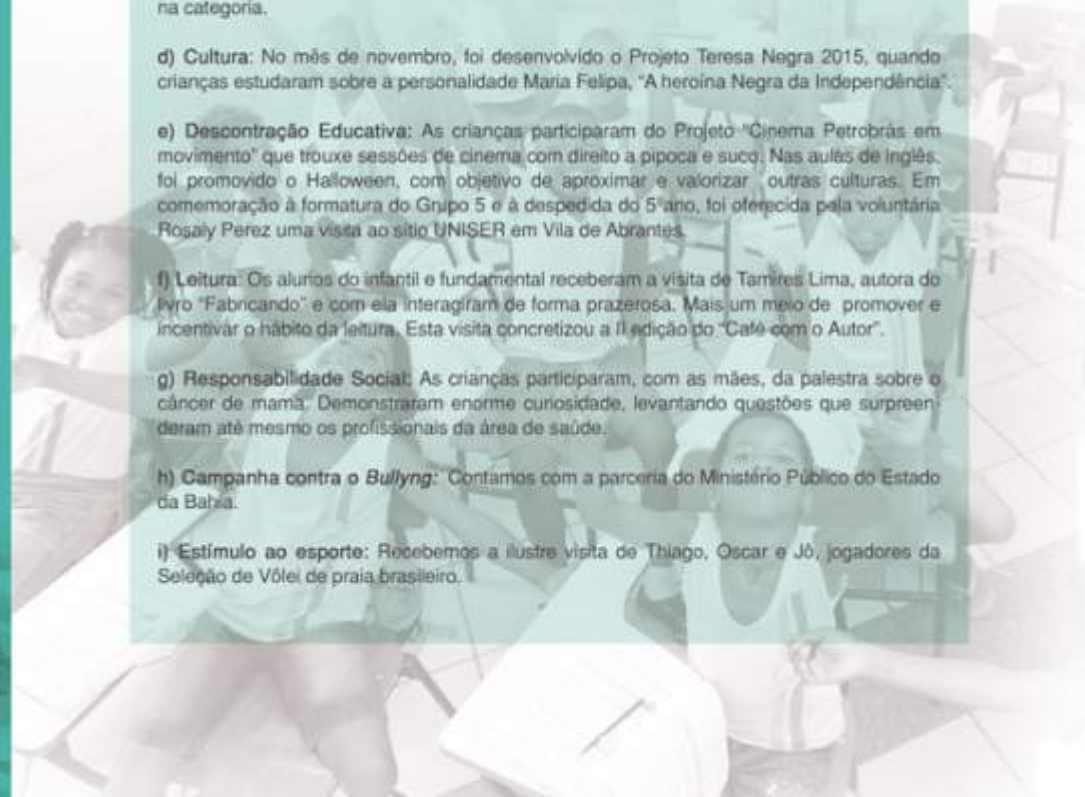 na categoria.
d) Cultura: No mês de novembro, foi desenvolvido o Projeto Teresa Negra 2015, quando
crianças estudaram sobre a personalidade Maria Felipa, "A heroína Negra da Independência".
e) Descontração Educativa: As crianças participaram do Projeto "Cinema Petrobrás em
movimento" que trouxe sessões de cinema com direito a pipoca e suco. Nas aulas de inglês,
foi promovido o Halloween, com objetivo de aproximar e valorizar outras culturas. Em
comemoração à formatura do Grupo 5 e à despedida do 5º ano, foi oferecida pela voluntária
Rosaly Perez uma visita ao sítio UNISER em Vila de Abrantes.
f) Leitura: Os alunos do infantil e fundamental receberam a visita de Tamires Lima, autora do
livro "Fabricando" e com ela interagiram de forma prazerosa. Mais um meio de promover e
incentivar o hábito da leitura. Esta visita concretizou a II edição do "Café com o Autor".
g) Responsabilidade Social: As crianças participaram, com as mães, da palestra sobre o
câncer de mama. Demonstraram enorme curiosidade, levantando questões que surpreen-
deram até mesmo os profissionais da área de saúde.
h) Campanha contra o Bullyng: Contamos com a parceria do Ministério Público do Estado
da Bahia.
i) Estímulo ao esporte: Recebemos a ilustre visita de Thiago, Oscar e Jô, jogadores da
Seleção de Vôlei de praia brasileiro.